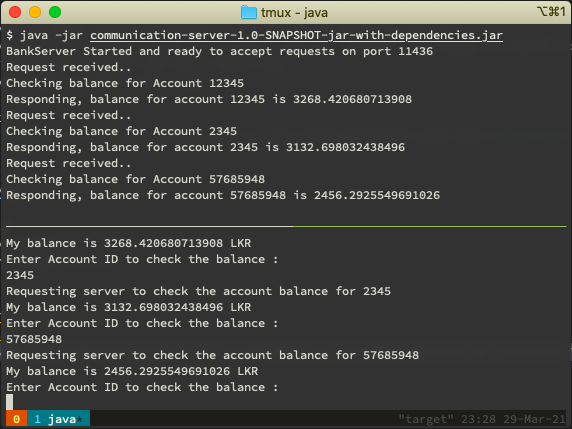 tmux - java
⌥⌘1
$ java -jar communication-server-1.0-SNAPSHOT-jar-with-dependencies.jar
BankServer Started and ready to accept requests on port 11436
Request received..
Checking balance for Account 12345
Responding, balance for account 12345 is 3268.420680713908
Request received..
Checking balance for Account 2345
Responding, balance for account 2345 is 3132.698032438496
Request received..
Checking balance for Account 57685948
Responding, balance for account 57685948 is 2456.2925549691026
My balance is 3268.420680713908 LKR
Enter Account ID to check the balance :
2345
Requesting server to check the account balance for 2345
My balance is 3132.698032438496 LKR
Enter Account ID to check the balance :
57685948
Requesting server to check the account balance for 57685948
My balance is 2456.2925549691026 LKR
Enter Account ID to check the balance :
0 1 java* "target" 23:28 29-Mar-21